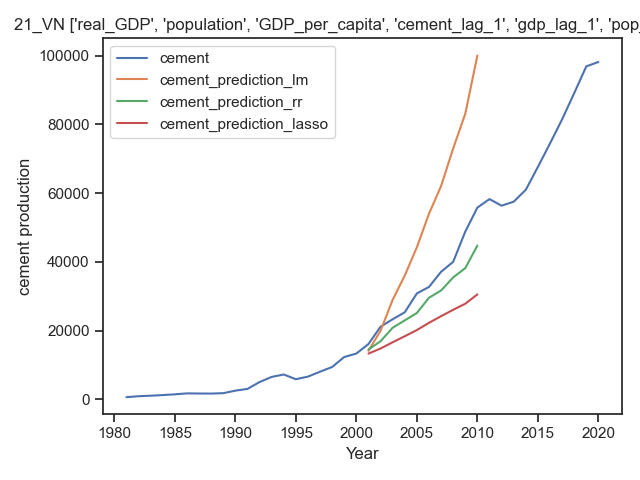 21_VN ['real_GDP', 'population', 'GDP_per_capita', 'cement_lag_1', 'gdp_lag_1', 'pop_
cement
cement_prediction_lm
cement_prediction_rr
cement_prediction_lasso
100000
80000
60000
40000
20000
0
cement production
1980 1985 1990 1995 2000 2005 2010 2015 2020
Year